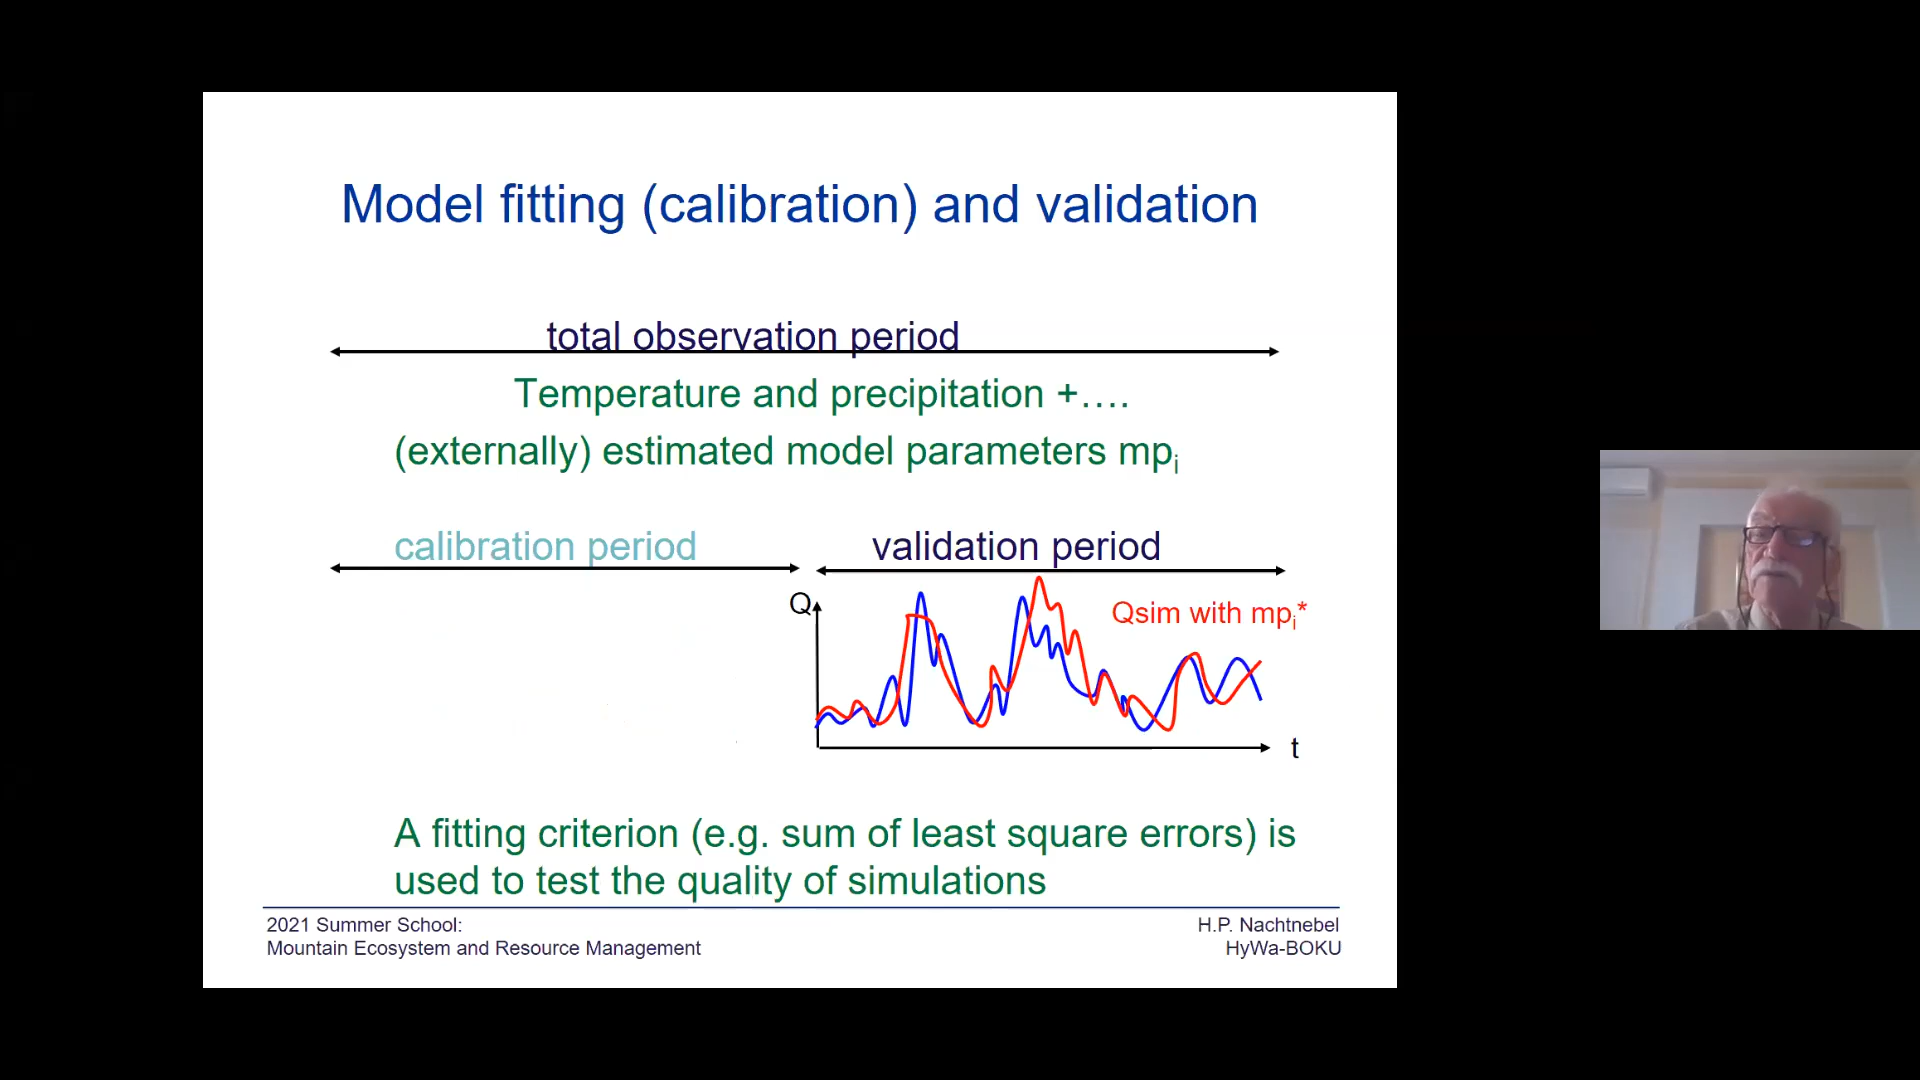 Model fitting (calibration) and validation
total observation period
Temperature and precipitation +….
(externally) estimated model parameters mpi
calibration period
validation period
Q
Qsim with mpi*
t
A fitting criterion (e.g. sum of least square errors) is
used to test the quality of simulations
2021 Summer School:
Mountain Ecosystem and Resource Management
H.P. Nachtnebel
HyWa-BOKU